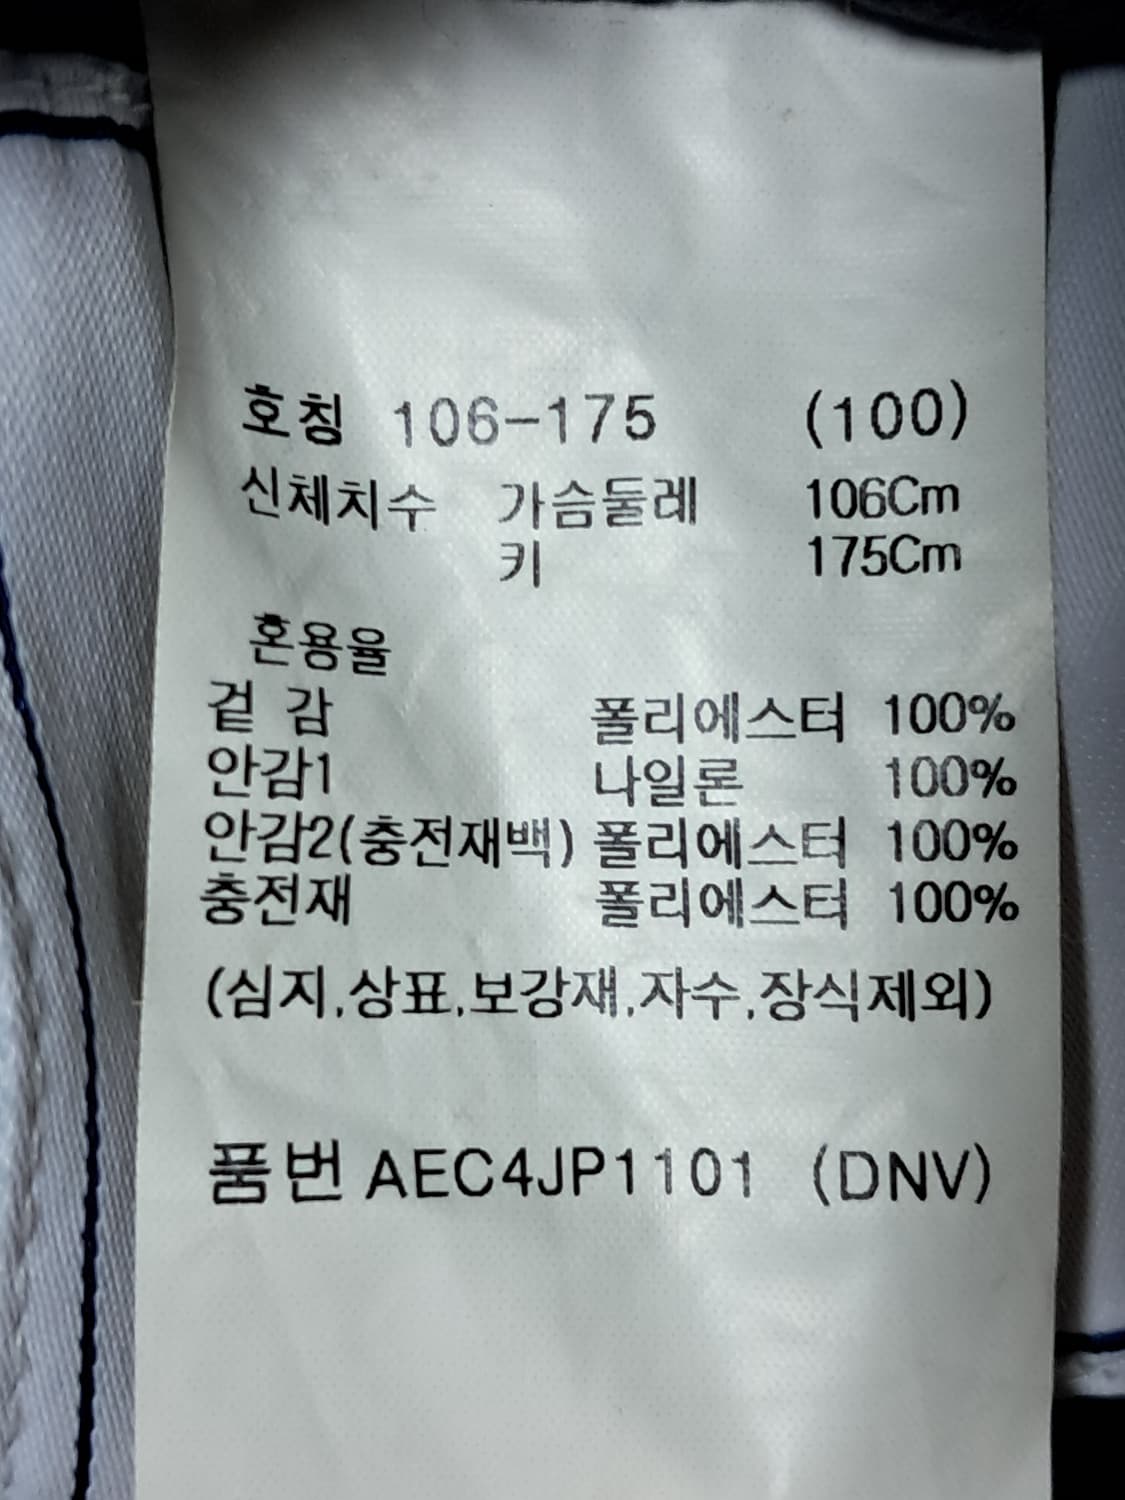 호칭 106-175 (100)
신체치수 가슴둘레 106Cm
키 175Cm
혼용율
겉 감 폴리에스터 100%
안감1 나일론 100%
안감2(충전재백) 폴리에스터 100%
충전재 폴리에스터 100%
(심지,상표,보강재,자수,장식제외)
품번 AEC4JP1101 (DNV)